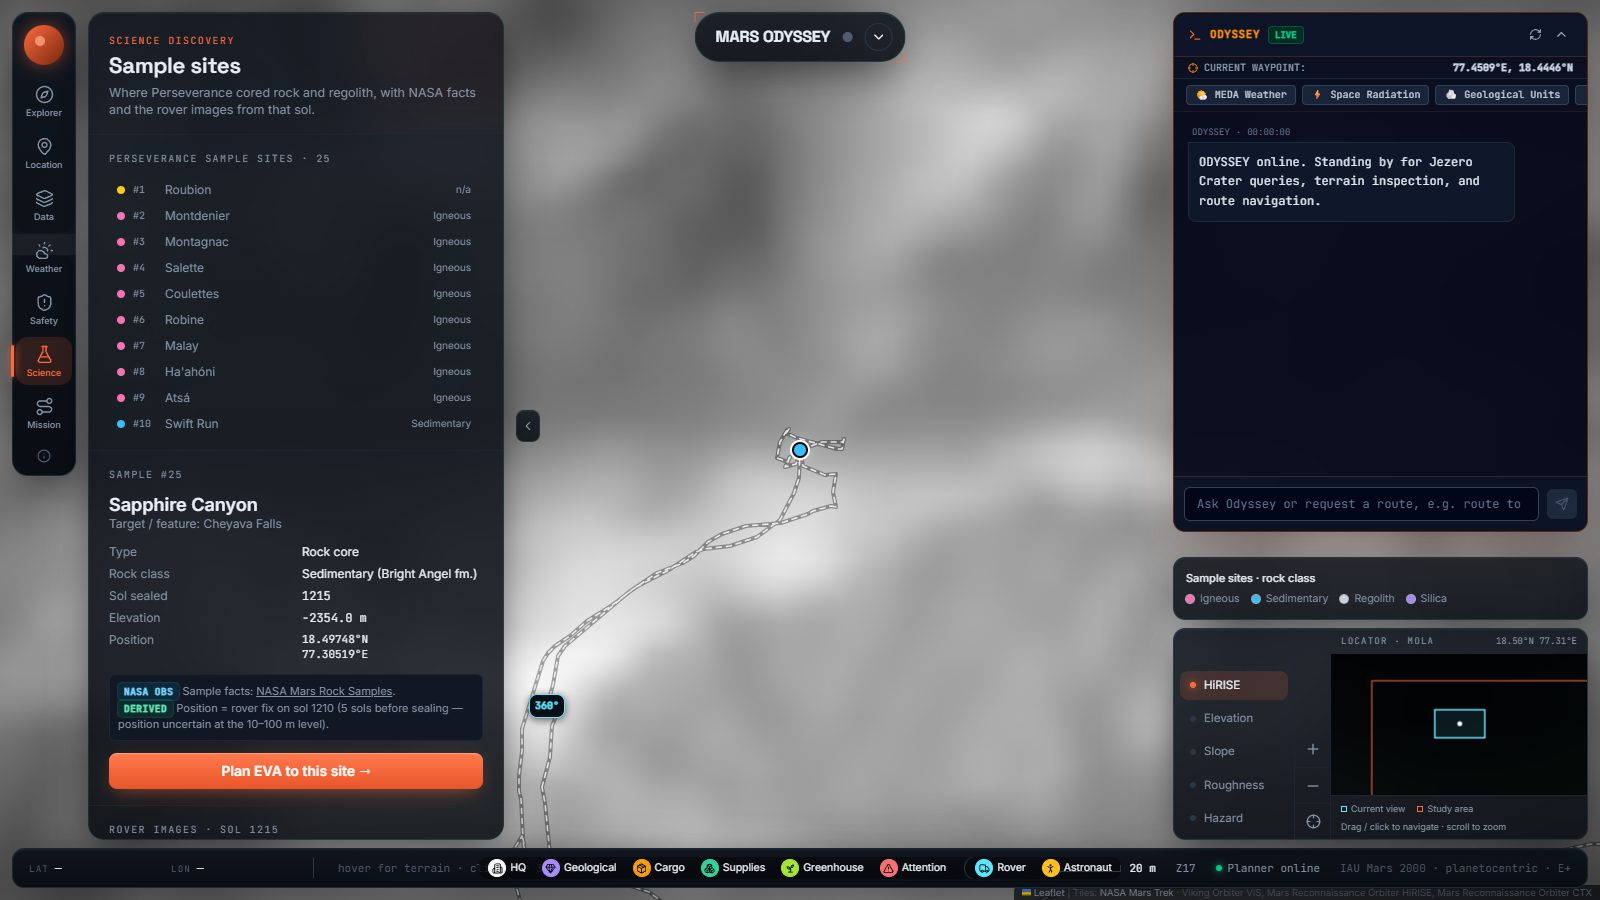 Explorer
Location
Data
Weather
Safety
Science
Mission
SCIENCE DISCOVERY
Sample sites
Where Perseverance cored rock and regolith, with NASA facts
and the rover images from that sol.
PERSEVERANCE SAMPLE SITES · 25
#1 Roubion n/a
#2 Montdenier Igneous
#3 Montagnac Igneous
#4 Salette Igneous
#5 Coulettes Igneous
#6 Robine Igneous
#7 Malay Igneous
#8 Ha'ahóni Igneous
#9 Atsá Igneous
#10 Swift Run Sedimentary
SAMPLE #25
Sapphire Canyon
Target / feature: Cheyava Falls
Type Rock core
Rock class Sedimentary (Bright Angel fm.)
Sol sealed 1215
Elevation -2354.0 m
Position 18.49748°N
77.30519°E
NASA OBS Sample facts: NASA Mars Rock Samples.
DERIVED Position = rover fix on sol 1210 (5 sols before sealing —
position uncertain at the 10–100 m level).
Plan EVA to this site →
ROVER IMAGES · SOL 1215
MARS ODYSSEY
360°
ODYSSEY LIVE
CURRENT WAYPOINT: 77.4509°E, 18.4446°N
MEDA Weather Space Radiation Geological Units
ODYSSEY · 00:00:00
ODYSSEY online. Standing by for Jezero
Crater queries, terrain inspection, and
route navigation.
Ask Odyssey or request a route, e.g. route to
Sample sites · rock class
Igneous Sedimentary Regolith Silica
LOCATOR · MOLA 18.50°N 77.31°E
HiRISE
Elevation
Slope
Roughness
Hazard
+
−
Current view Study area
Drag / click to navigate · scroll to zoom
LAT — LON — hover for terrain · c HQ Geological Cargo Supplies Greenhouse Attention Rover Astronaut 20 m Z17 Planner online IAU Mars 2000 · planetocentric · E+
Leaflet | Tiles: NASA Mars Trek · Viking Orbiter VIS, Mars Reconnaissance Orbiter HiRISE, Mars Reconnaissance Orbiter CTX